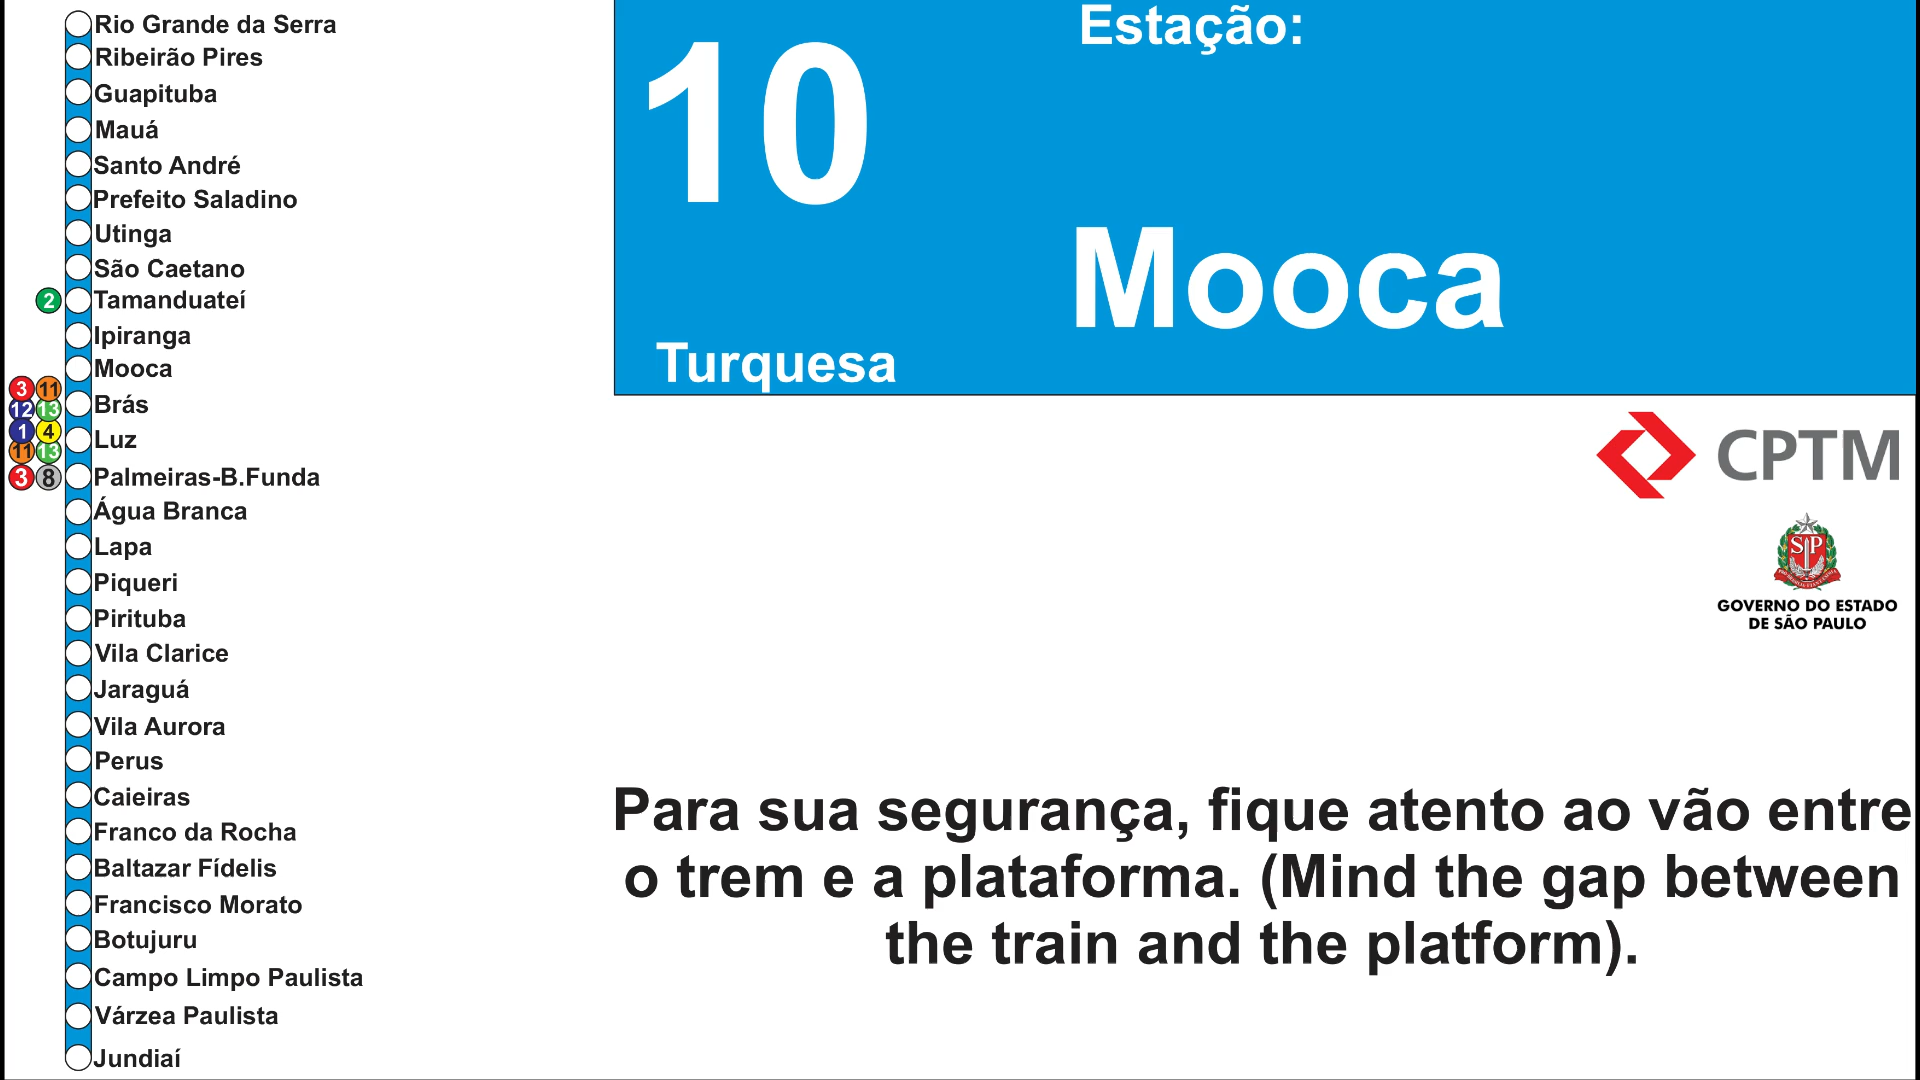 Rio Grande da Serra
Ribeirão Pires
Guapituba
Mauá
Santo André
Prefeito Saladino
Utinga
São Caetano
2 Tamanduateí
Ipiranga
Mooca
3 11
Brás
12 13
1 4
Luz
11 13
3 8 Palmeiras-B.Funda
Água Branca
Lapa
Piqueri
Pirituba
Vila Clarice
Jaraguá
Vila Aurora
Perus
Caieiras
Franco da Rocha
Baltazar Fídelis
Francisco Morato
Botujuru
Campo Limpo Paulista
Várzea Paulista
Jundiaí
10
Turquesa
Estação:
Mooca
CPTM
SP
GOVERNO DO ESTADO
DE SÃO PAULO
Para sua segurança, fique atento ao vão entre
o trem e a plataforma. (Mind the gap between
the train and the platform).